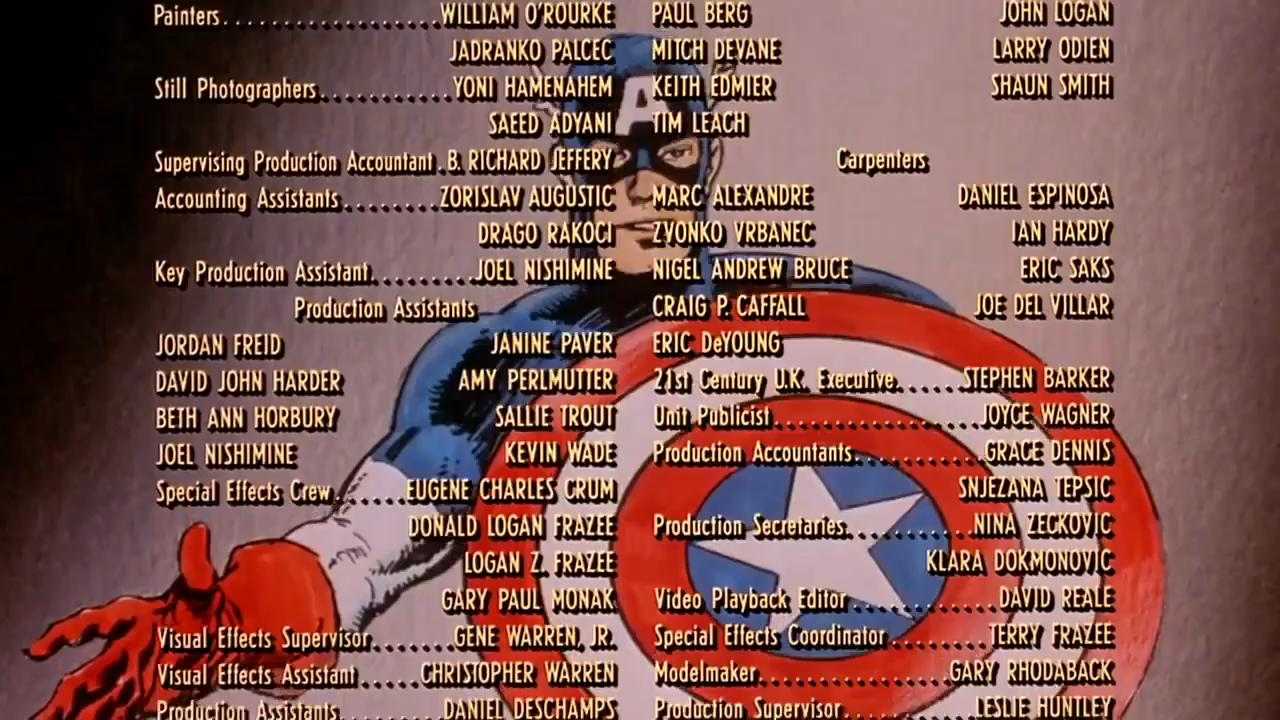 Painters....................WILLIAM O'ROURKE
JADRANKO PALCEC
Still Photographers............YONI HAMENAHEM
SAEED ADYANI
Supervising Production Accountant.B. RICHARD JEFFERY
Accounting Assistants.........ZORISLAV AUGUSTIC
DRAGO RAKOCI
Key Production Assistant.........JOEL NISHIMINE
Production Assistants
JORDAN FREID JANINE PAVER
DAVID JOHN HARDER AMY PERLMUTTER
BETH ANN HORBURY SALLIE TROUT
JOEL NISHIMINE KEVIN WADE
Special Effects Crew......EUGENE CHARLES CRUM
DONALD LOGAN FRAZEE
LOGAN Z. FRAZEE
GARY PAUL MONAK
Visual Effects Supervisor........GENE WARREN, JR.
Visual Effects Assistant......CHRISTOPHER WARREN
Production Assistants.........DANIEL DESCHAMPS
PAUL BERG JOHN LOGAN
MITCH DEVANE LARRY ODIEN
KEITH EDMIER SHAUN SMITH
TIM LEACH
Carpenters
MARC ALEXANDRE DANIEL ESPINOSA
ZVONKO VRBANEC IAN HARDY
NIGEL ANDREW BRUCE ERIC SAKS
CRAIG P. CAFFALL JOE DEL VILLAR
ERIC DeYOUNG
21st Century U.K. Executive......STEPHEN BARKER
Unit Publicist....................JOYCE WAGNER
Production Accountants...........GRACE DENNIS
SNJEZANA TEPSIC
Production Secretaries...........NINA ZECKOVIC
KLARA DOKMONOVIC
Video Playback Editor.............DAVID REALE
Special Effects Coordinator........TERRY FRAZEE
Modelmaker..................GARY RHODABACK
Production Supervisor...........LESLIE HUNTLEY